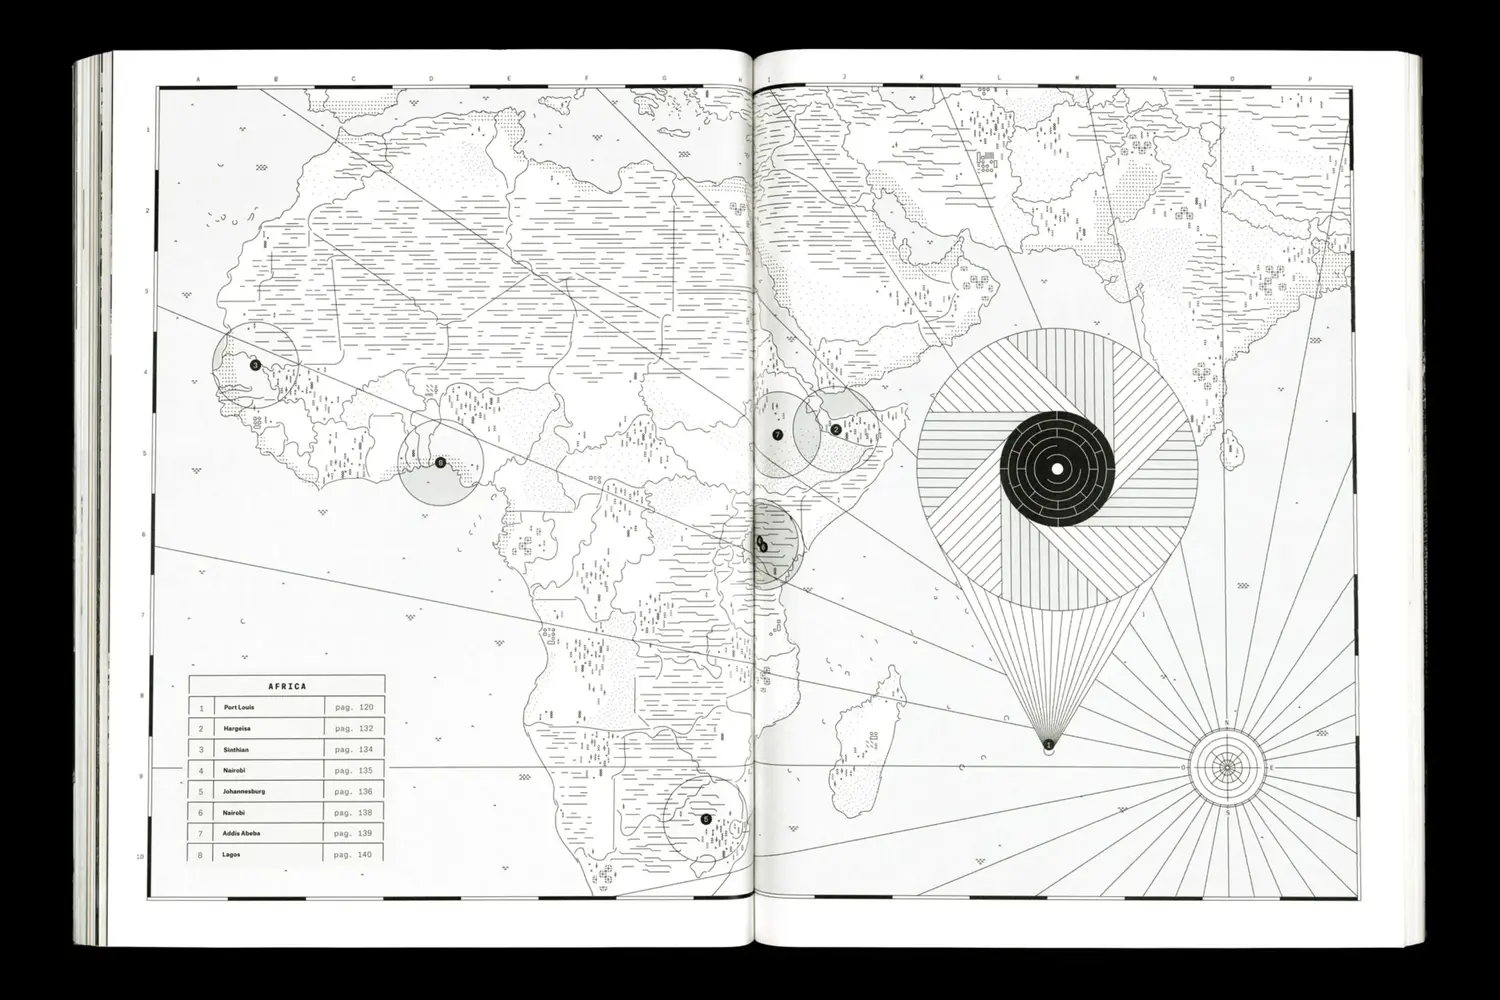 A B C D E F G H I J K L M N O P
1
2
3
4
5
6
7
8
9
10
3
8
7
2
5
1
N
O E
S
AFRICA
1 Port Louis pag. 120
2 Hargeisa pag. 132
3 Sinthian pag. 134
4 Nairobi pag. 135
5 Johannesburg pag. 136
6 Nairobi pag. 138
7 Addis Abeba pag. 139
8 Lagos pag. 140